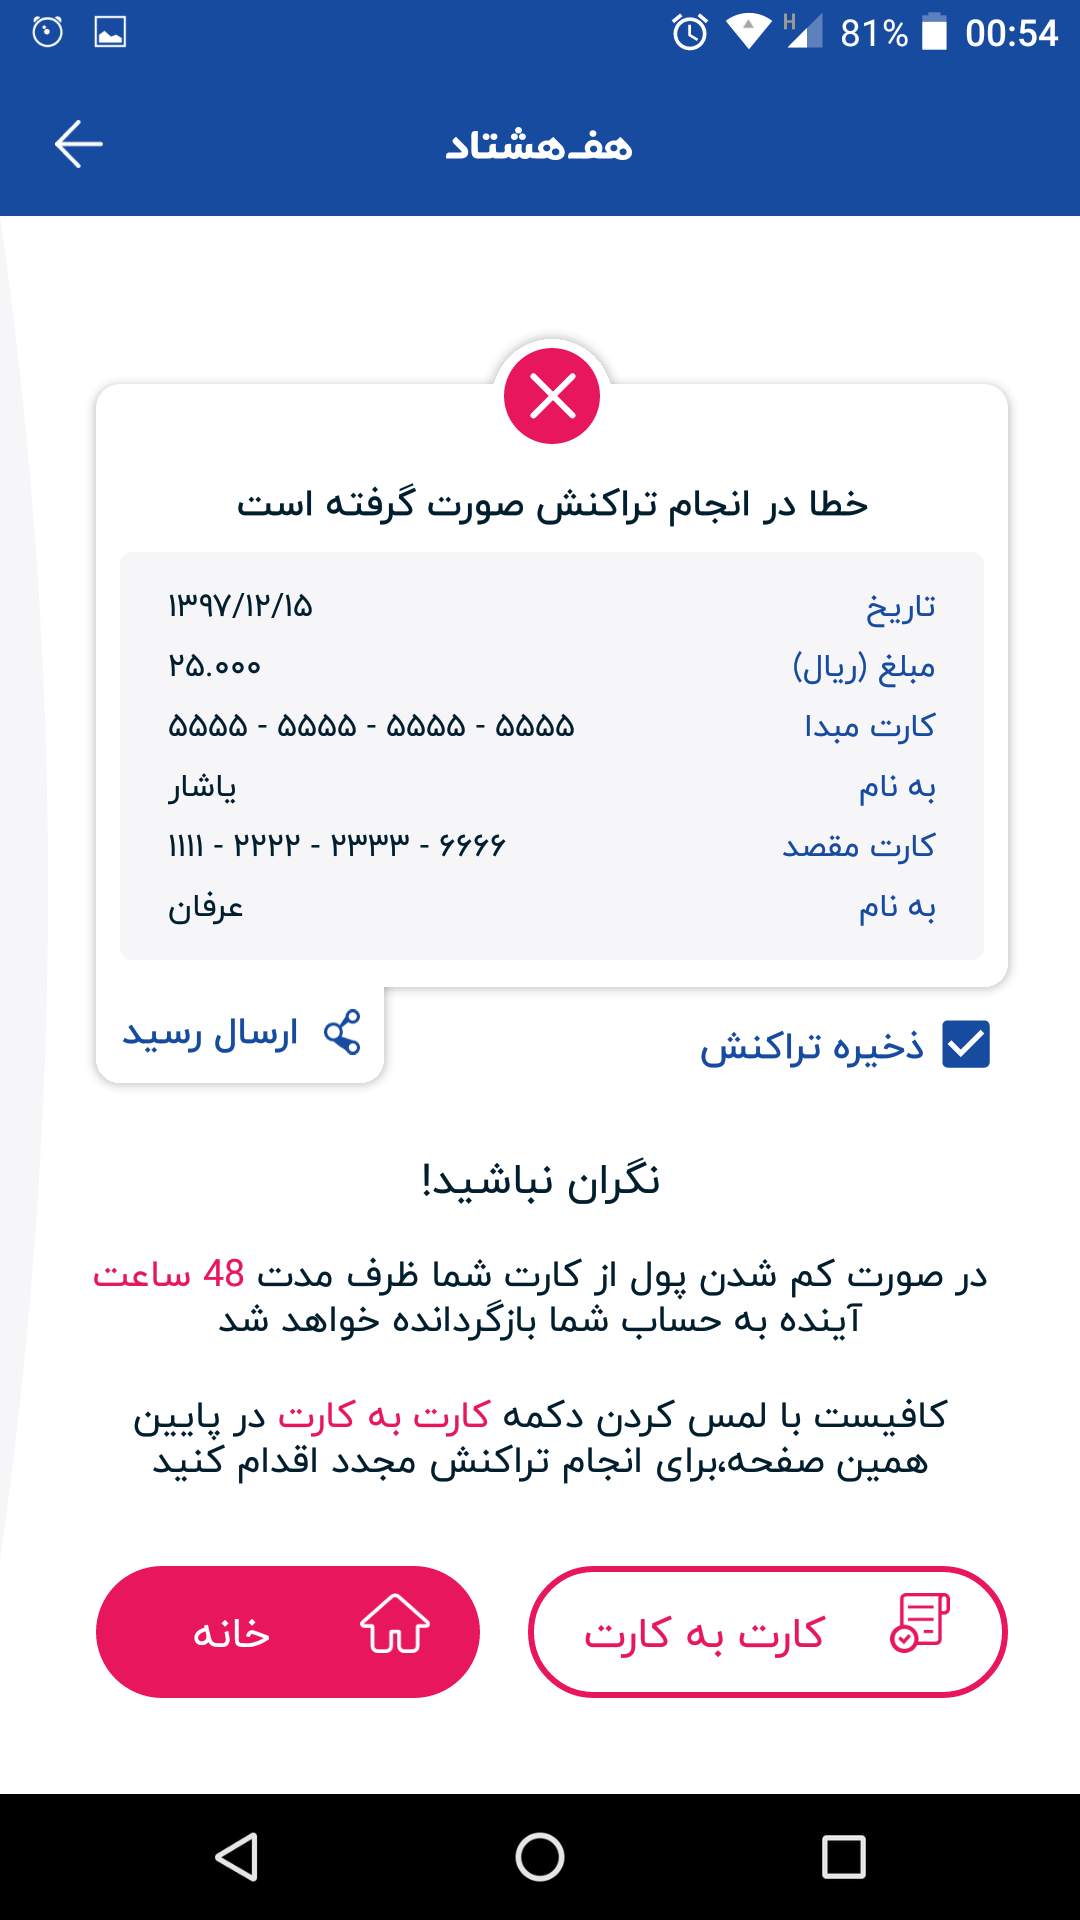 81% 00:54
هف‌هشتاد
خطا در انجام تراکنش صورت گرفته است
تاریخ ۱۳۹۷/۱۲/۱۵
مبلغ (ریال) ۲۵.۰۰۰
کارت مبدا ۵۵۵۵ - ۵۵۵۵ - ۵۵۵۵ - ۵۵۵۵
به نام یاشار
کارت مقصد ۱۱۱۱ - ۲۲۲۲ - ۲۳۳۳ - ۶۶۶۶
به نام عرفان
ارسال رسید
ذخیره تراکنش
نگران نباشید!
در صورت کم شدن پول از کارت شما ظرف مدت 48 ساعت
آینده به حساب شما بازگردانده خواهد شد
کافیست با لمس کردن دکمه کارت به کارت در پایین
همین صفحه،برای انجام تراکنش مجدد اقدام کنید
کارت به کارت
خانه